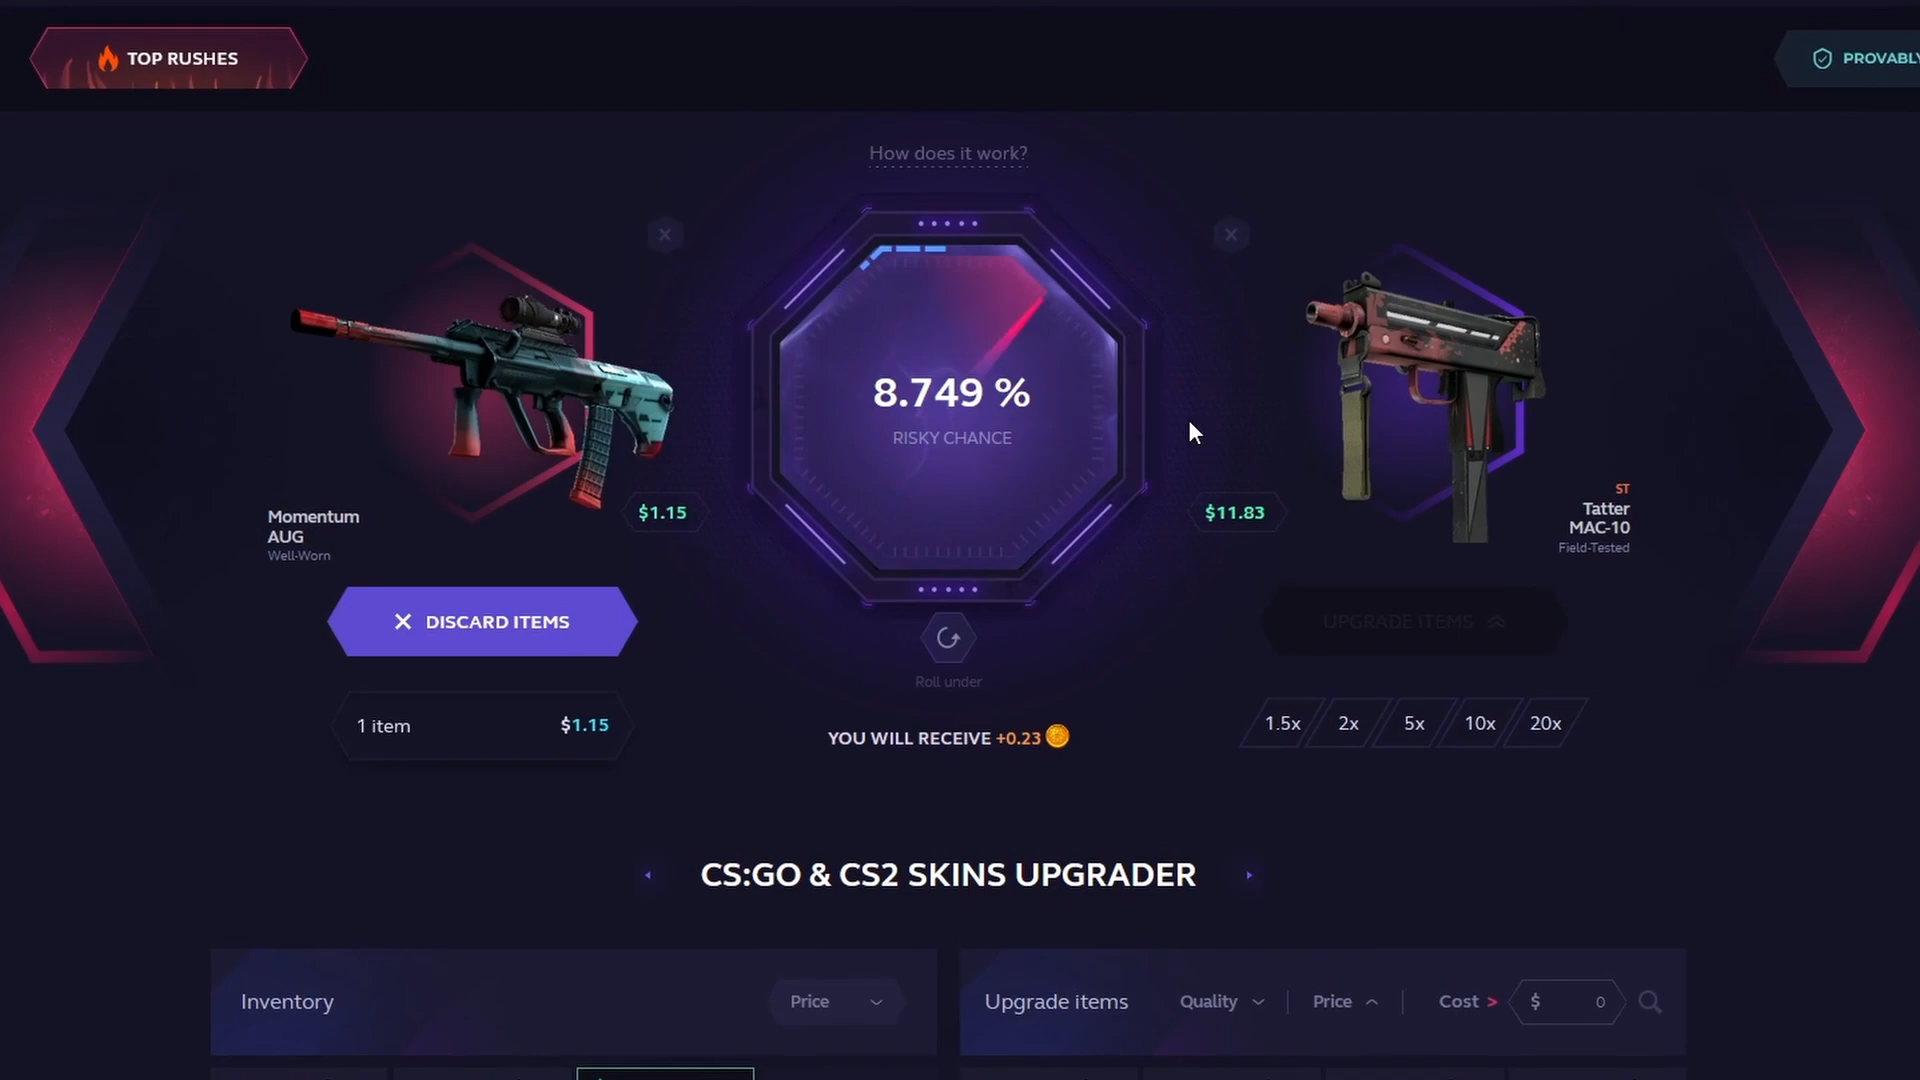 TOP RUSHES
PROVABLY
How does it work?
8.749 %
RISKY CHANCE
$1.15
$11.83
Momentum
AUG
Well-Worn
ST
Tatter
MAC-10
Field-Tested
DISCARD ITEMS
UPGRADE ITEMS
Roll under
1 item
$1.15
YOU WILL RECEIVE +0.23
1.5x
2x
5x
10x
20x
CS:GO & CS2 SKINS UPGRADER
Inventory
Price
Upgrade items
Quality
Price
Cost >
$ 0